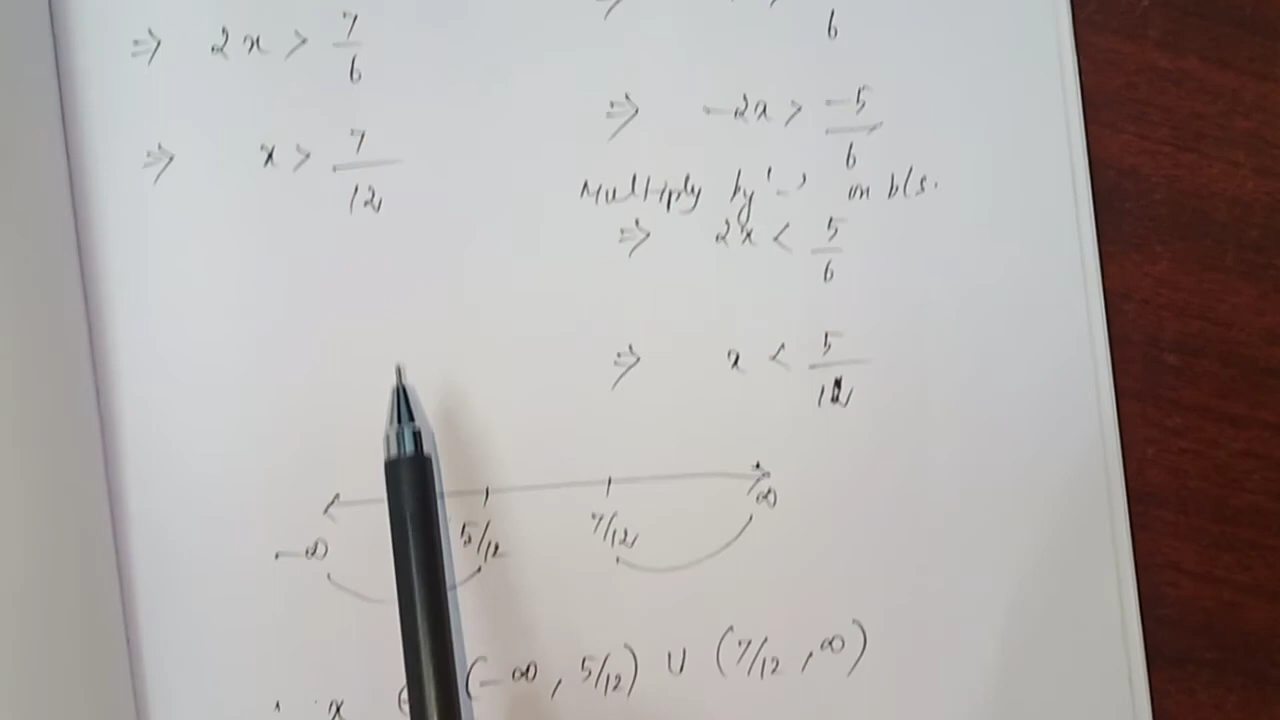 ⇒ 2x > 7/6
⇒ x > 7/12
⇒ 6
⇒ -2x > -5/6
Multiply by '-' on b/s.
⇒ 2x < 5/6
⇒ x < 5/12
-∞ 5/12 7/12 ∞
x (-∞, 5/12) ∪ (7/12, ∞)